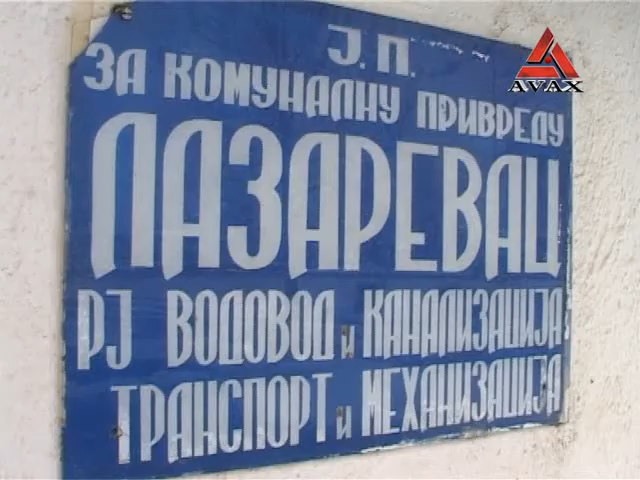 Ј.П.
ЗА КОМУНАЛНУ ПРИВРЕДУ
ЛАЗАРЕВАЦ
РЈ ВОДОВОД и КАНАЛИЗАЦИЈА
ТРАНСПОРТ и МЕХАНИЗАЦИЈА
AVAX